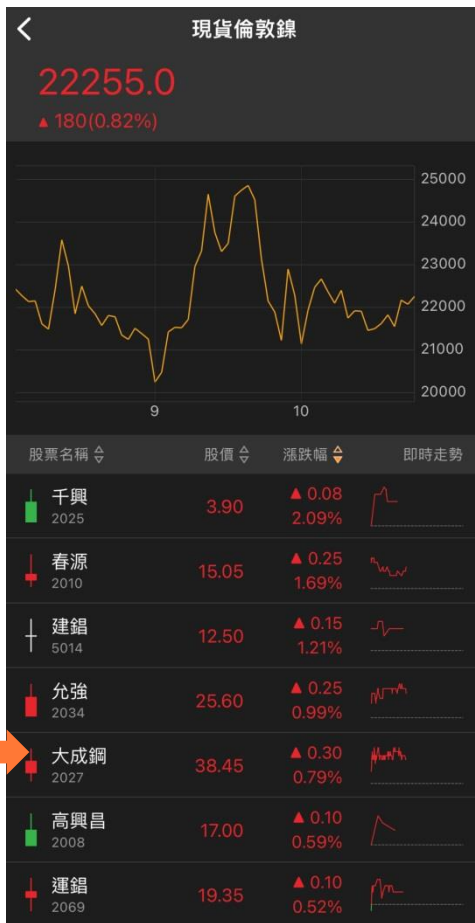 現貨倫敦鎳
22255.0
▲ 180(0.82%)
25000
24000
23000
22000
21000
20000
9 10
股票名稱 股價 漲跌幅 即時走勢
千興 3.90 ▲ 0.08
2025 2.09%
春源 15.05 ▲ 0.25
2010 1.69%
建錩 12.50 ▲ 0.15
5014 1.21%
允強 25.60 ▲ 0.25
2034 0.99%
大成鋼 38.45 ▲ 0.30
2027 0.79%
高興昌 17.00 ▲ 0.10
2008 0.59%
運錩 19.35 ▲ 0.10
2069 0.52%